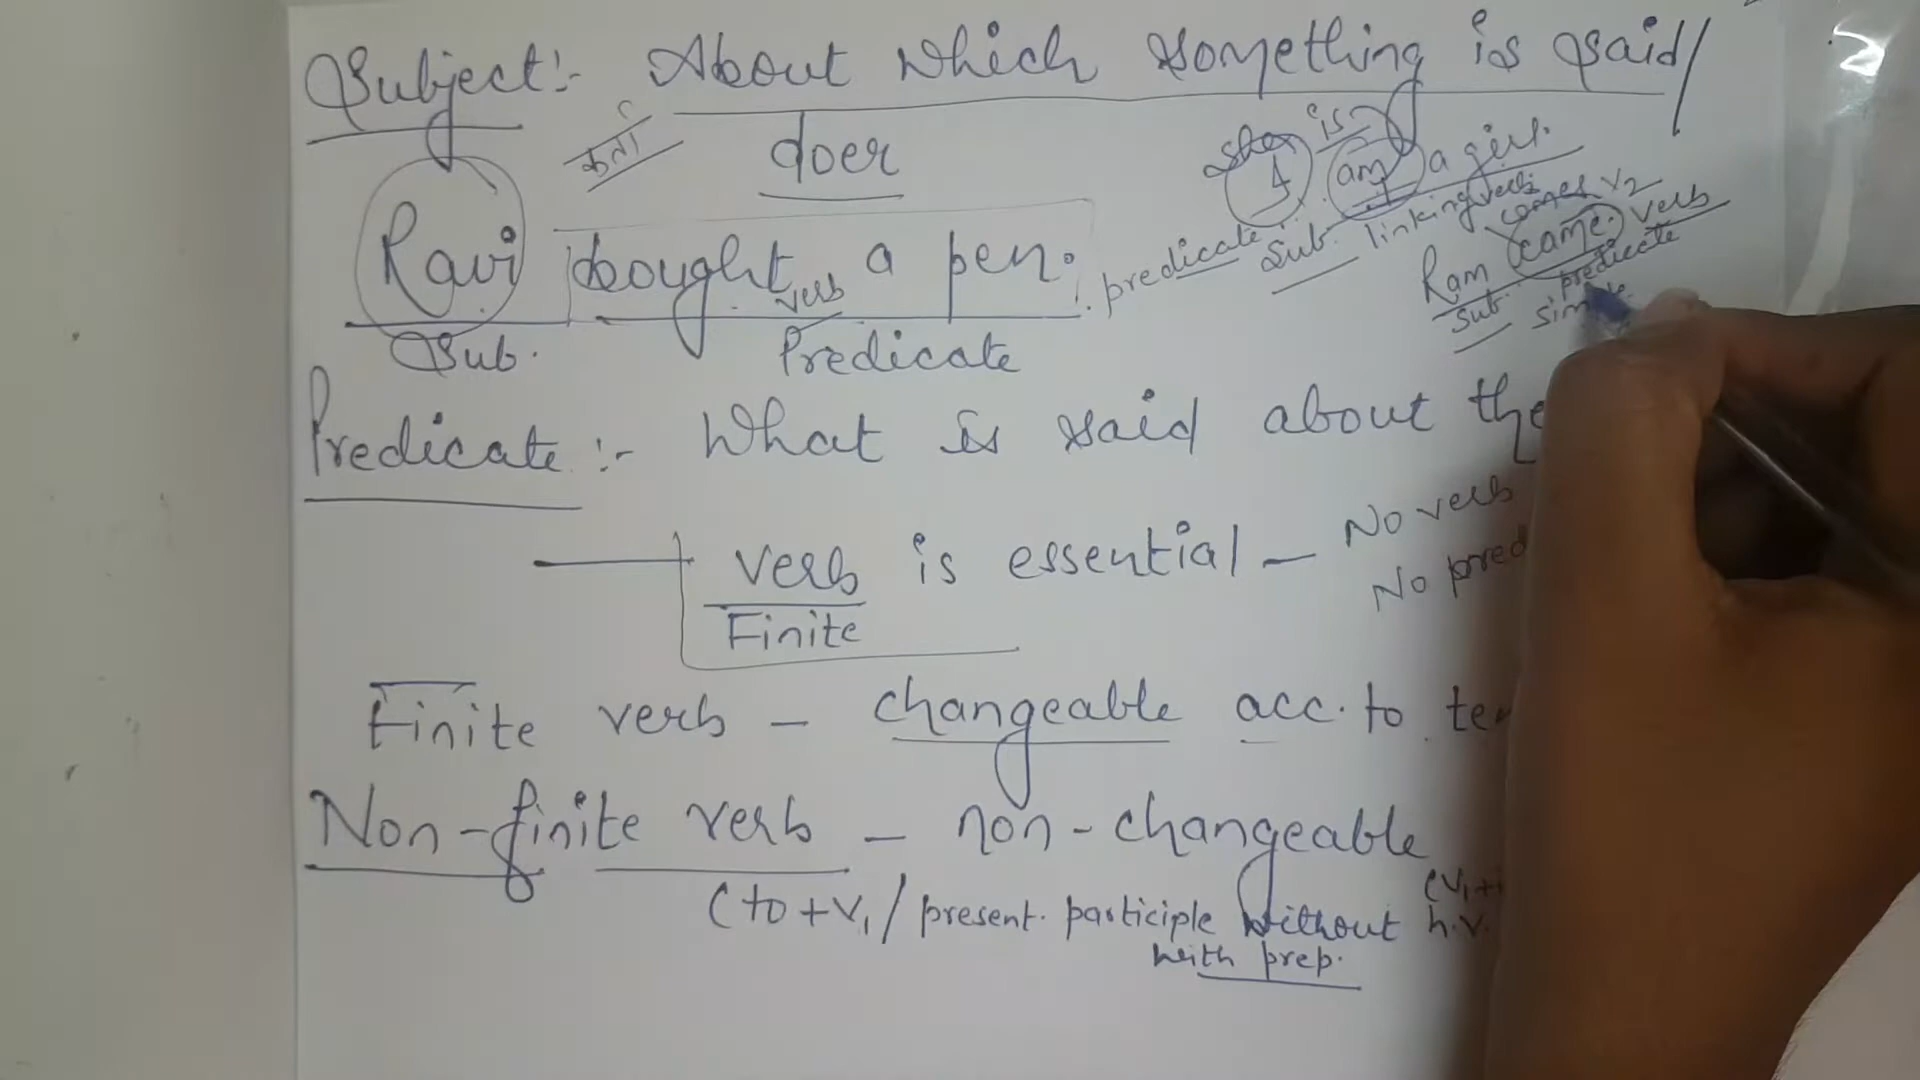 Subject :- About which something is said/
कर्ता doer
She is
I am a girl.
Sub. linking verb
predicate
comes V2
Ram came. verb
Sub. predicate
Ravi bought a pen.
verb
Sub. Predicate
Predicate :- What is said about the
verb is essential - No verb
Finite No pred
Finite verb - changeable acc. to
Non-finite verb - non-changeable
(to + V1 / present. participle without h.v.
with prep.